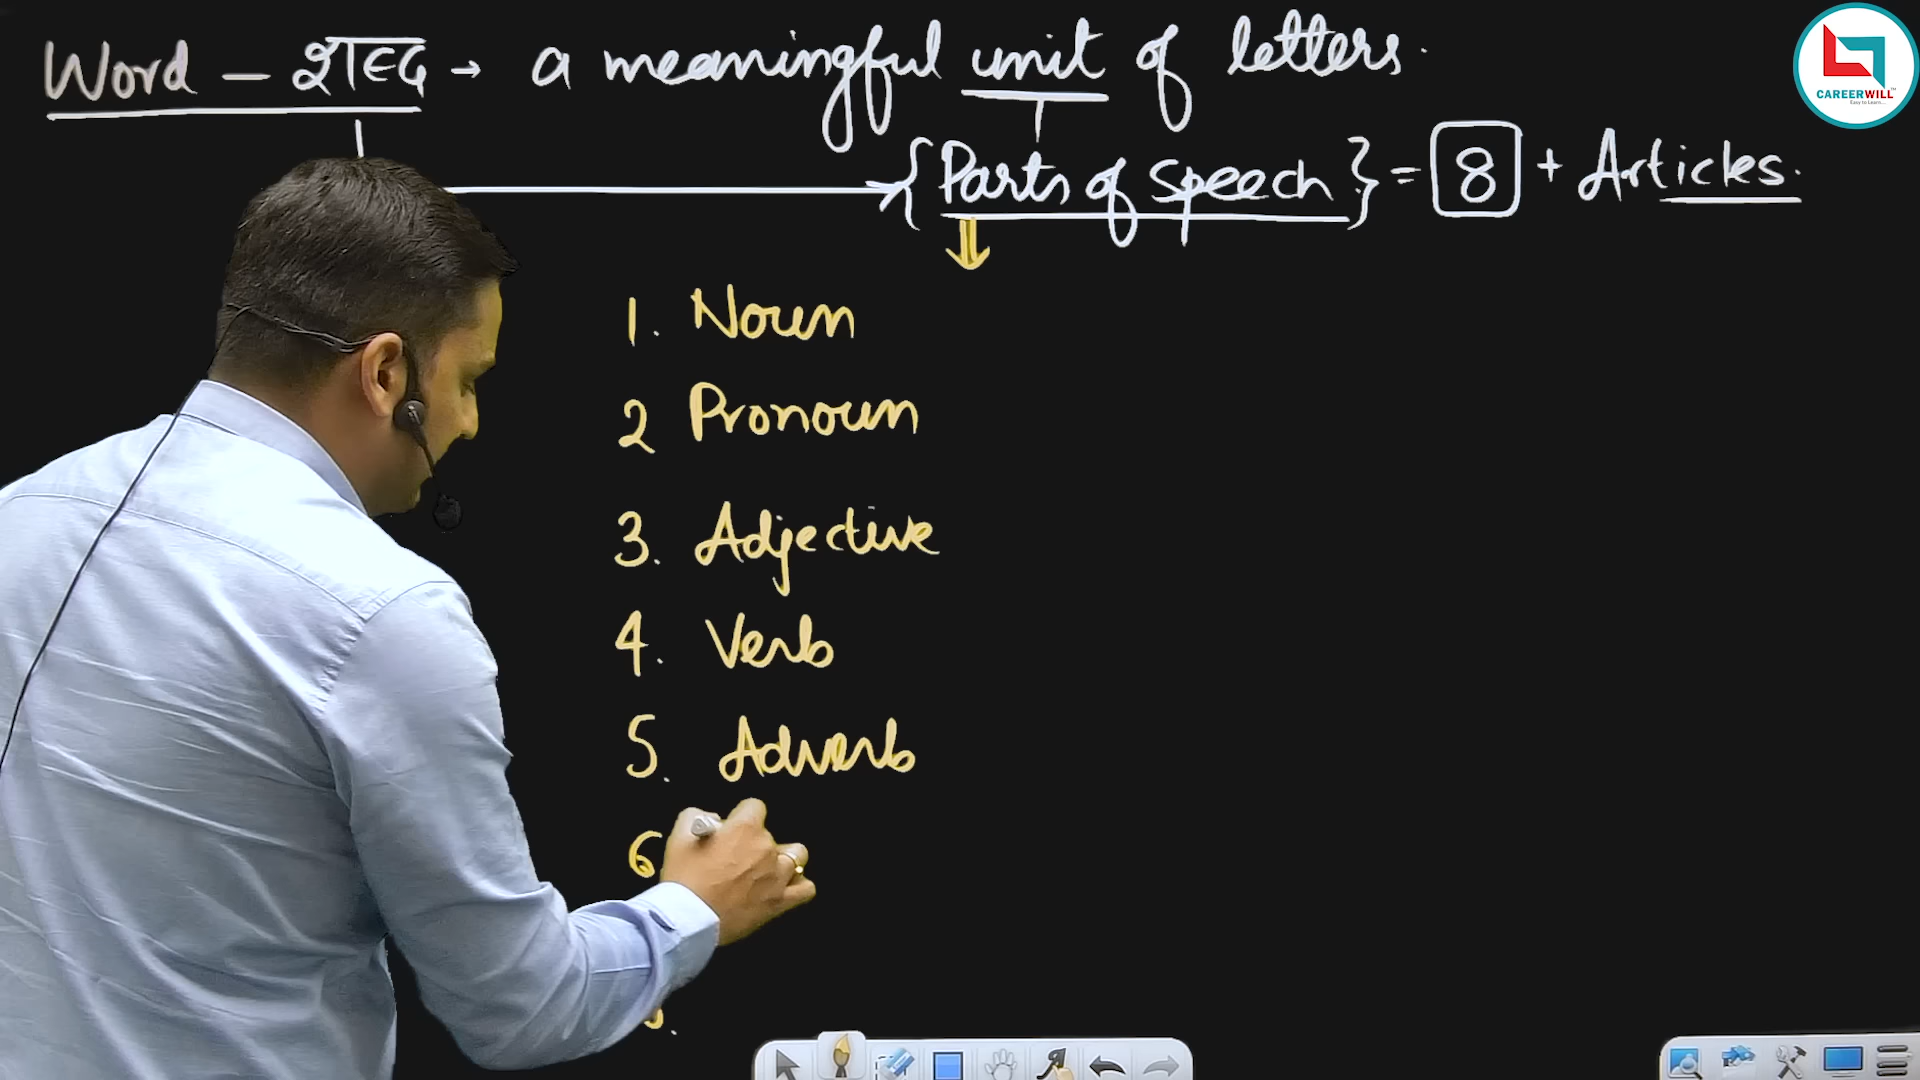 Word – शब्द → a meaningful unit of letters.
CAREERWILL
{Parts of speech} = 8 + Articles.
1. Noun
2 Pronoun
3. Adjective
4. Verb
5. Adverb
6